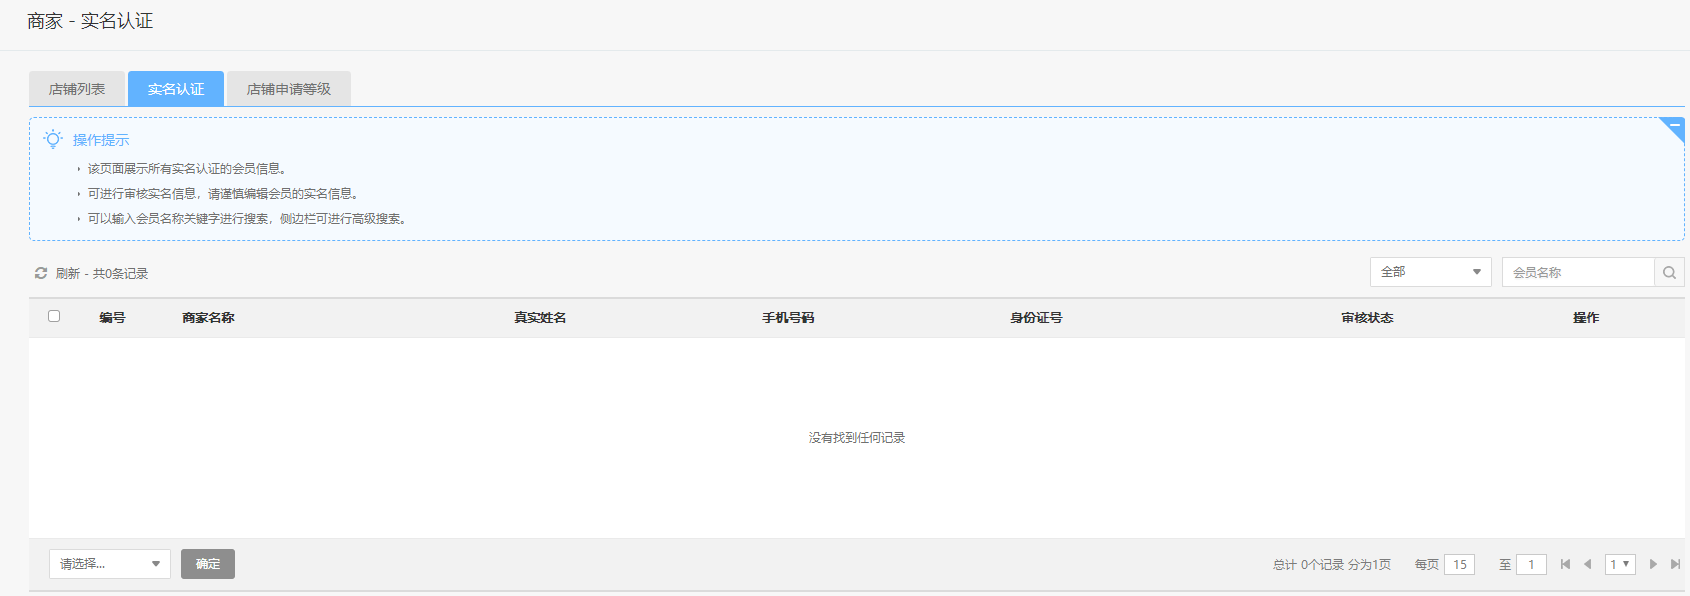 商家 - 实名认证
店铺列表 实名认证 店铺申请等级
操作提示
该页面展示所有实名认证的会员信息。
可进行审核实名信息，请谨慎编辑会员的实名信息。
可以输入会员名称关键字进行搜索，侧边栏可进行高级搜索。
刷新 - 共0条记录 全部 会员名称
编号 商家名称 真实姓名 手机号码 身份证号 审核状态 操作
没有找到任何记录
请选择... 确定 总计 0个记录 分为1页 每页 15 至 1 1